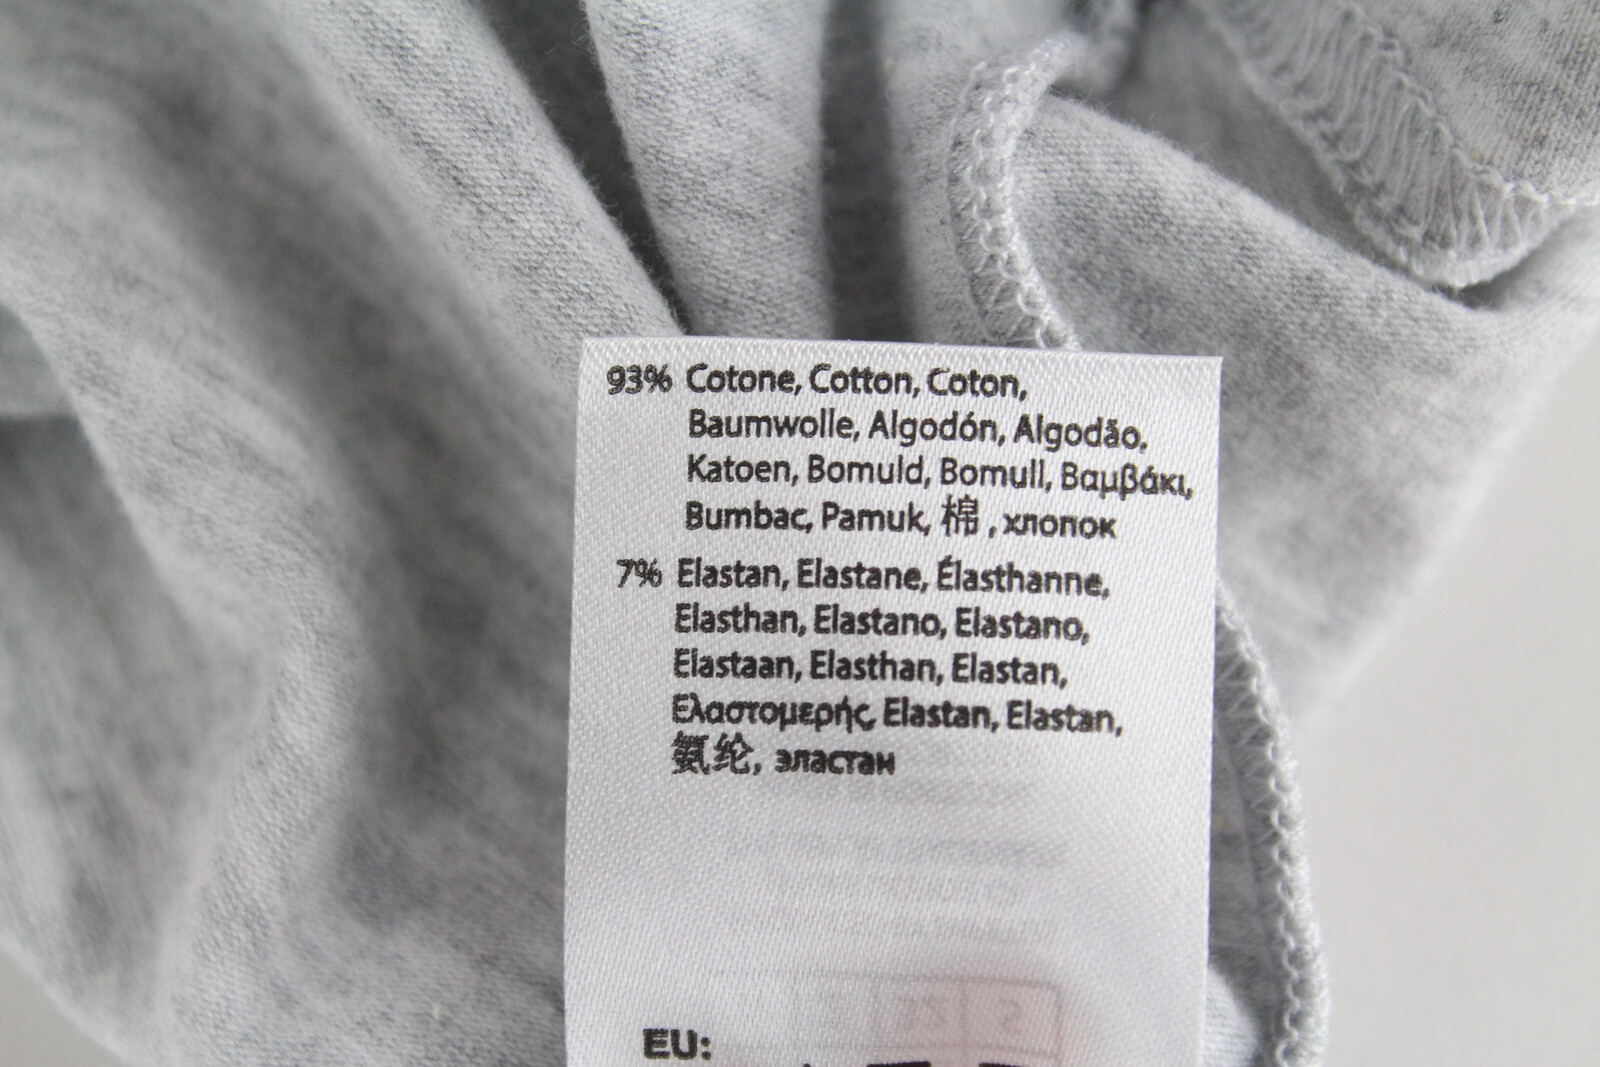 93% Cotone, Cotton, Coton,
Baumwolle, Algodón, Algodão,
Katoen, Bomuld, Bomull, Βαμβάκι,
Bumbac, Pamuk, 棉, хлопок
7% Elastan, Elastane, Élasthanne,
Elasthan, Elastano, Elastano,
Elastaan, Elasthan, Elastan,
Ελαστομερής, Elastan, Elastan,
氨纶, эластан
EU: